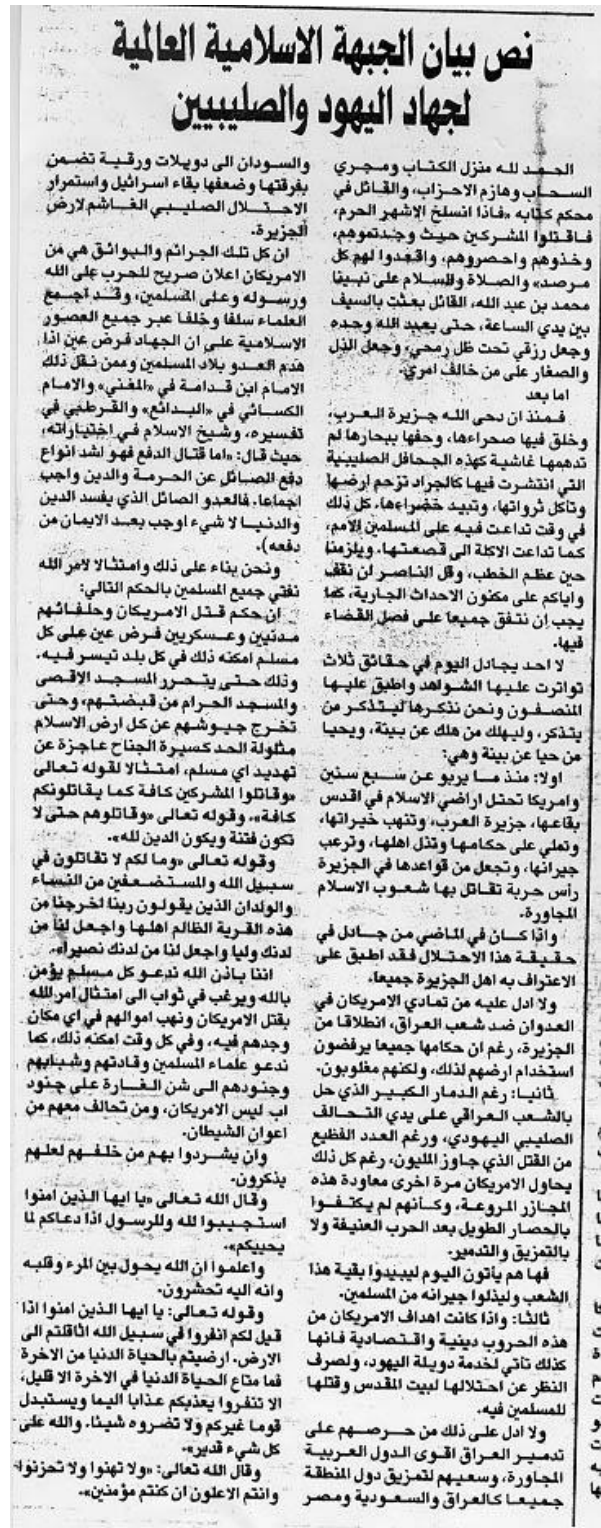 نص بيان الجبهة الاسلامية العالمية
لجهاد اليهود والصليبيين
الحمد لله منزل الكتاب ومجري
السحاب وهازم الاحزاب، والقائل في
محكم كتابه «فاذا انسلخ الاشهر الحرم،
فاقتلوا المشركين حيث وجدتموهم،
وخذوهم واحصروهم، واقعدوا لهم كل
مرصد» والصلاة والسلام على نبينا
محمد بن عبد الله، القائل بعثت بالسيف
بين يدي الساعة، حتى يعبد الله وحده
وجعل رزقي تحت ظل رمحي، وجعل الذل
والصغار على من خالف امري.
اما بعد
فمنذ ان دحى الله جزيرة العرب،
وخلق فيها صحراءها، وحفها ببحارها لم
تدهمها غاشية كهذه الجحافل الصليبية
التي انتشرت فيها كالجراد تزحم ارضها
وتأكل ثرواتها، وتبيد خضراءها، كل ذلك
في وقت تداعت فيه على المسلمين الامم،
كما تداعت الاكلة الى قصعتها. ويلزمنا
حين عظم الخطب، وقل الناصر ان نقف
واياكم على مكنون الاحداث الجارية، كما
يجب ان نتفق جميعا على فصل القضاء
فيها.
لا احد يجادل اليوم في حقائق ثلاث
تواترت عليها الشواهد واطبق عليها
المنصفون ونحن نذكرها ليتذكر من
يتذكر، وليهلك من هلك عن بينة، ويحيا
من حيا عن بينة وهي:
اولا: منذ ما يربو عن سبع سنين
وامريكا تحتل اراضي الاسلام في اقدس
بقاعها، جزيرة العرب، وتنهب خيراتها،
وتملي على حكامها وتذل اهلها، وترعب
جيرانها، وتجعل من قواعدها في الجزيرة
رأس حربة تقاتل بها شعوب الاسلام
المجاورة.
واذا كان في الماضي من جادل في
حقيقة هذا الاحتلال فقد اطبق على
الاعتراف به اهل الجزيرة جميعا.
ولا ادل عليه من تمادي الامريكان في
العدوان ضد شعب العراق، انطلاقا من
الجزيرة، رغم ان حكامها جميعا يرفضون
استخدام ارضهم لذلك، ولكنهم مغلوبون.
ثانيا: رغم الدمار الكبير الذي حل
بالشعب العراقي على يدي التحالف
الصليبي اليهودي، ورغم العدد الفظيع
من القتل الذي جاوز المليون، رغم كل ذلك
يحاول الامريكان مرة اخرى معاودة هذه
المجازر المروعة، وكأنهم لم يكتفوا
بالحصار الطويل بعد الحرب العنيفة ولا
بالتمزيق والتدمير.
فها هم يأتون اليوم ليبيدوا بقية هذا
الشعب وليذلوا جيرانه من المسلمين.
ثالثا: واذا كانت اهداف الامريكان من
هذه الحروب دينية واقتصادية فانها
كذلك تأتي لخدمة دويلة اليهود، ولصرف
النظر عن احتلالها لبيت المقدس وقتلها
للمسلمين فيه.
ولا ادل على ذلك من حرصهم على
تدمير العراق اقوى الدول العربية
المجاورة، وسعيهم لتمزيق دول المنطقة
جميعا كالعراق والسعودية ومصر
والسودان الى دويلات ورقية تضمن
بفرقتها وضعفها بقاء اسرائيل واستمرار
الاحتلال الصليبي الغاشم لارض
الجزيرة.
ان كل تلك الجرائم والبوائق هي من
الامريكان اعلان صريح للحرب على الله
ورسوله وعلى المسلمين، وقد اجمع
العلماء سلفا وخلفا عبر جميع العصور
الاسلامية على ان الجهاد فرض عين اذا
هدم العدو بلاد المسلمين وممن نقل ذلك
الامام ابن قدامة في «المغني» والامام
الكسائي في «البدائع» والقرطبي في
تفسيره، وشيخ الاسلام في اختياراته،
حيث قال: «اما قتال الدفع فهو اشد انواع
دفع الصائل عن الحرمة والدين واجب
اجماعا. فالعدو الصائل الذي يفسد الدين
والدنيا لا شيء اوجب بعد الايمان من
دفعه).
ونحن بناء على ذلك وامتثالا لامر الله
نفتي جميع المسلمين بالحكم التالي:
ان حكم قتل الامريكان وحلفائهم
مدنيين وعسكريين فرض عين على كل
مسلم امكنه ذلك في كل بلد تيسر فيه.
وذلك حتى يتحرر المسجد الاقصى
والمسجد الحرام من قبضتهم، وحتى
تخرج جيوشهم عن كل ارض الاسلام
مثلولة الحد كسيرة الجناح عاجزة عن
تهديد اي مسلم، امتثالا لقوله تعالى
«وقاتلوا المشركين كافة كما يقاتلونكم
كافة»، وقوله تعالى «وقاتلوهم حتى لا
تكون فتنة ويكون الدين لله».
وقوله تعالى «وما لكم لا تقاتلون في
سبيل الله والمستضعفين من النساء
والولدان الذين يقولون ربنا اخرجنا من
هذه القرية الظالم اهلها واجعل لنا من
لدنك وليا واجعل لنا من لدنك نصيرا».
اننا باذن الله ندعو كل مسلم يؤمن
بالله ويرغب في ثواب الى امتثال امر الله
بقتل الامريكان ونهب اموالهم في اي مكان
وجدهم فيه، وفي كل وقت امكنه ذلك، كما
ندعو علماء المسلمين وقادتهم وشبابهم
وجنودهم الى شن الغارة على جنود
اب ليس الامريكان، ومن تحالف معهم من
اعوان الشيطان.
وان يشردوا بهم من خلفهم لعلهم
يذكرون.
وقال الله تعالى «يا ايها الذين امنوا
استجيبوا لله وللرسول اذا دعاكم لما
يحييكم».
واعلموا ان الله يحول بين المرء وقلبه
وانه اليه تحشرون.
وقوله تعالى: يا ايها الذين امنوا اذا
قيل لكم انفروا في سبيل الله اثاقلتم الى
الارض. ارضيتم بالحياة الدنيا من الاخرة
فما متاع الحياة الدنيا في الاخرة الا قليل،
الا تنفروا يعذبكم عذابا اليما ويستبدل
قوما غيركم ولا تضروه شيئا. والله على
كل شيء قدير».
وقال الله تعالى: «ولا تهنوا ولا تحزنوا
وانتم الاعلون ان كنتم مؤمنين».